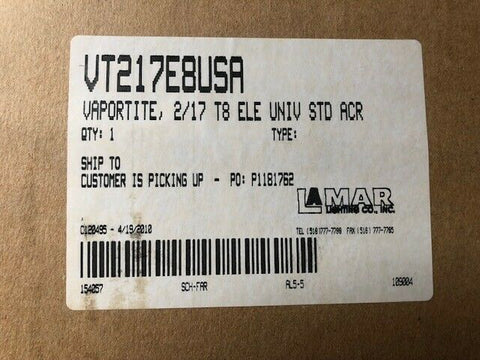 VT217E8USA
VAPORTITE, 2/17 T8 ELE UNIV STD ACR
QTY: 1 TYPE:
SHIP TO
CUSTOMER IS PICKING UP - PO: P1181762
LAMAR
LIGHTING CO., INC.
C120495 - 4/19/2010 TEL (516)777-7700 FAX (516) 777-7705
154057 SCH-FAR AL5-5 109004